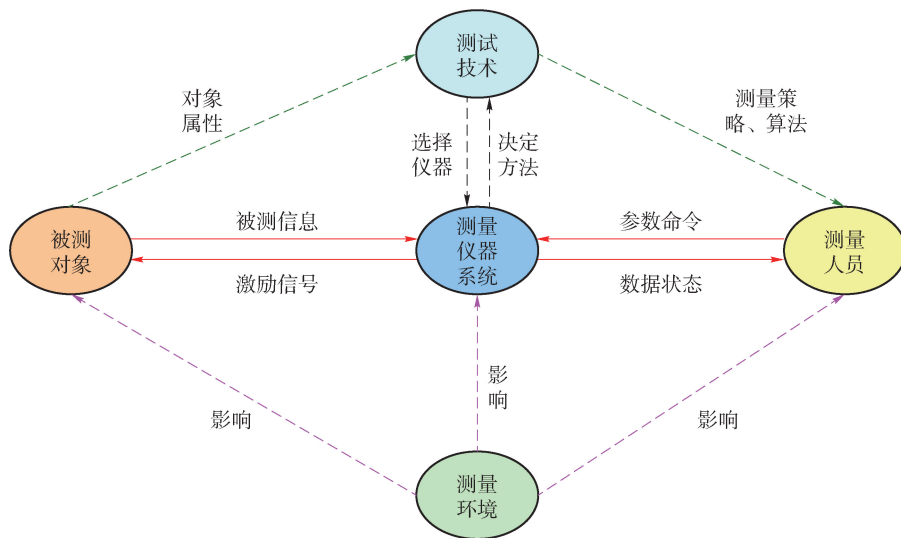 测试
技术
对象
属性
测量策
略、算法
选择
仪器
决定
方法
被测
对象
被测信息
激励信号
测量
仪器
系统
参数命令
数据状态
测量
人员
影响
影
响
影响
测量
环境